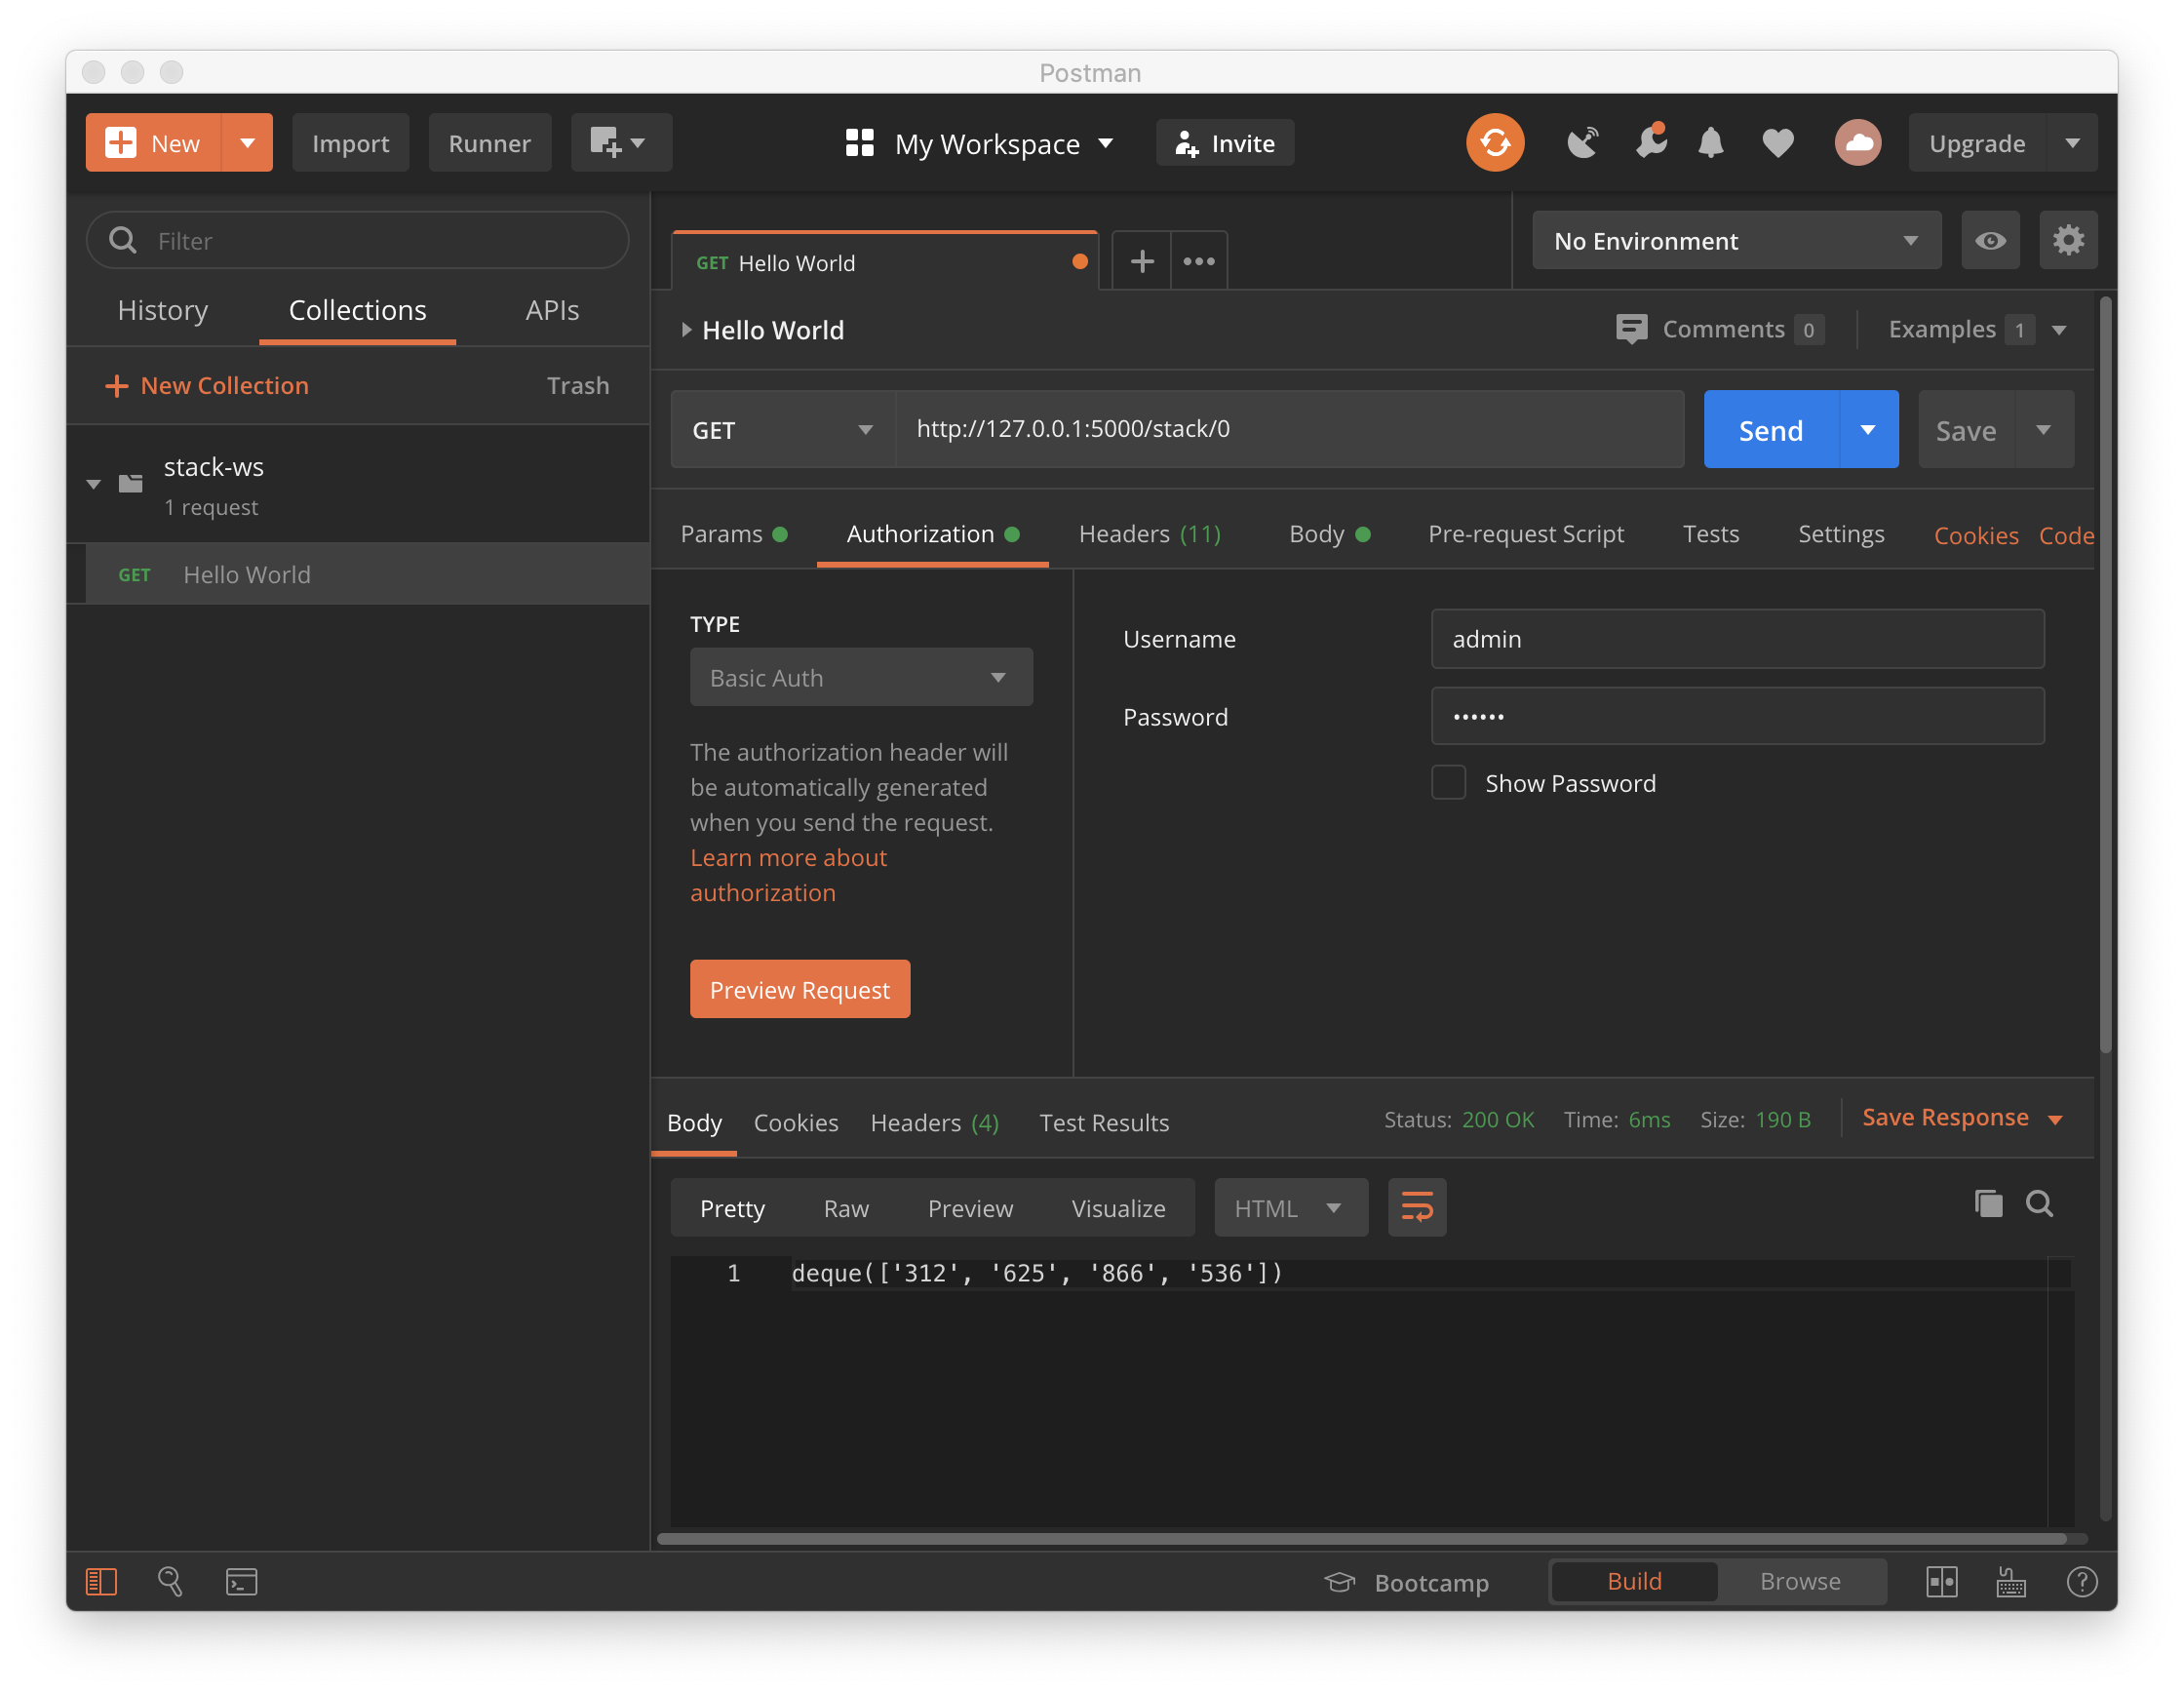 Postman
New
Import
Runner
My Workspace
Invite
Upgrade
Filter
History Collections APIs
New Collection Trash
stack-ws
1 request
GET Hello World
GET Hello World
No Environment
Hello World
Comments 0 Examples 1
GET http://127.0.0.1:5000/stack/0 Send Save
Params Authorization Headers (11) Body Pre-request Script Tests Settings Cookies Code
TYPE
Basic Auth
The authorization header will
be automatically generated
when you send the request.
Learn more about
authorization
Preview Request
Username admin
Password ••••••
Show Password
Body Cookies Headers (4) Test Results Status: 200 OK Time: 6ms Size: 190 B Save Response
Pretty Raw Preview Visualize HTML
1 deque(['312', '625', '866', '536'])
Bootcamp Build Browse